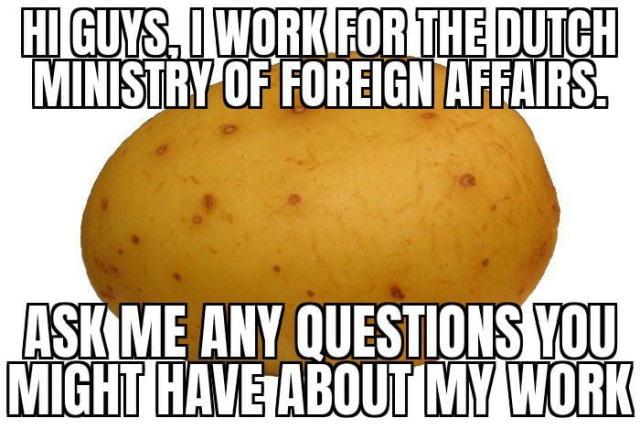 HI GUYS, I WORK FOR THE DUTCH
MINISTRY OF FOREIGN AFFAIRS.
ASK ME ANY QUESTIONS YOU
MIGHT HAVE ABOUT MY WORK